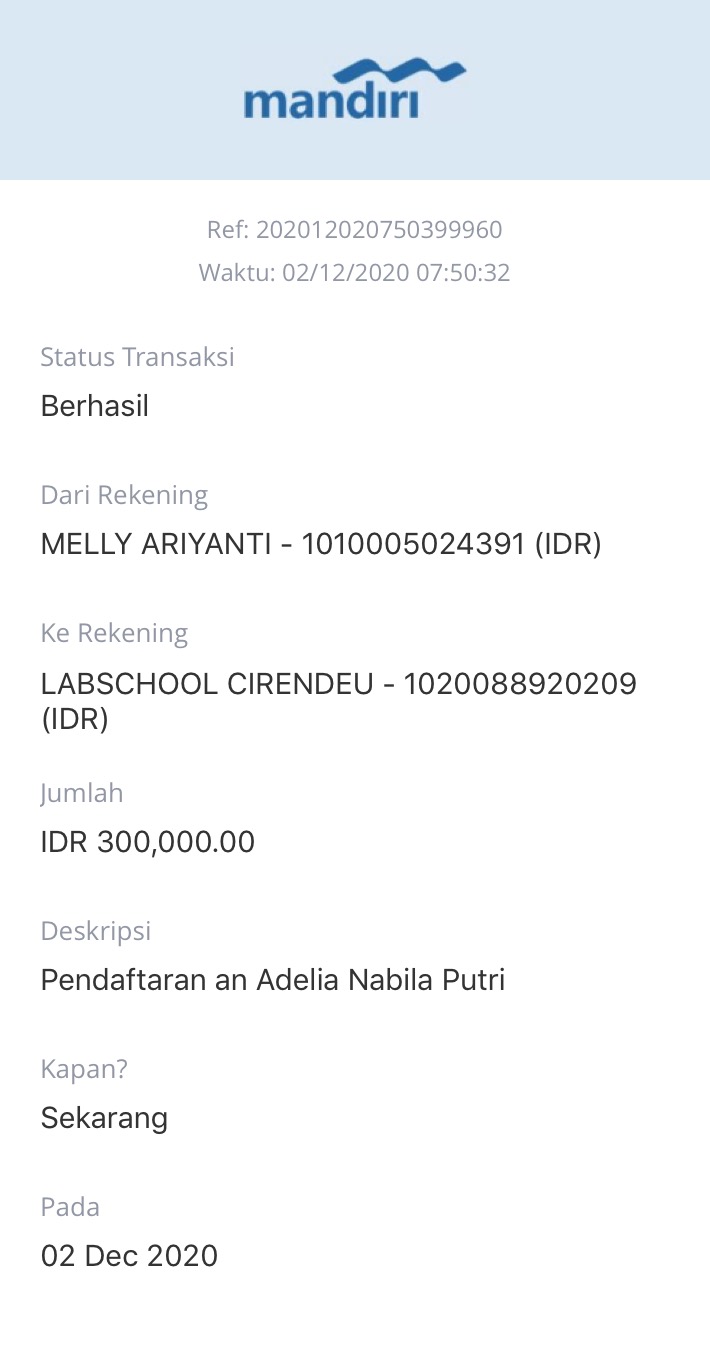 mandiri
Ref: 202012020750399960
Waktu: 02/12/2020 07:50:32
Status Transaksi
Berhasil
Dari Rekening
MELLY ARIYANTI - 1010005024391 (IDR)
Ke Rekening
LABSCHOOL CIRENDEU - 1020088920209
(IDR)
Jumlah
IDR 300,000.00
Deskripsi
Pendaftaran an Adelia Nabila Putri
Kapan?
Sekarang
Pada
02 Dec 2020